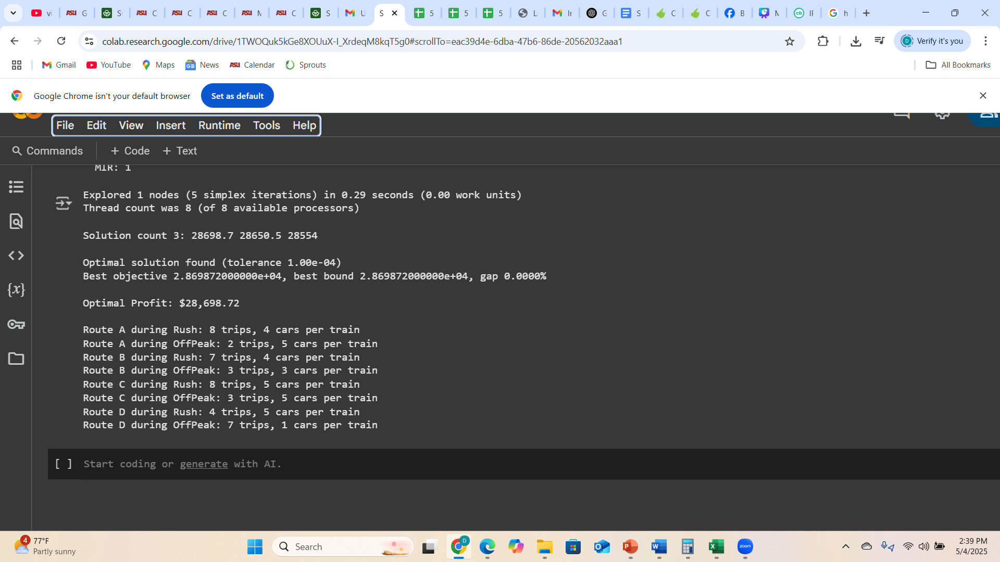 vi
ASU G
S
ASU C
ASU C
ASU C
ASU M
ASU C
S
U
S
5
5
5
L
Ir
G
S
C
C
B
M
cb IF
h
colab.research.google.com/drive/1TWOQuk5kGe8XOUuX-I_XrdeqM8kqT5g0#scrollTo=eac39d4e-6dba-47b6-86de-20562032aaa1
D Verify it's you
Gmail YouTube Maps News ASU Calendar Sprouts All Bookmarks
Google Chrome isn't your default browser Set as default
File Edit View Insert Runtime Tools Help
Commands + Code + Text
MIR: 1
Explored 1 nodes (5 simplex iterations) in 0.29 seconds (0.00 work units)
Thread count was 8 (of 8 available processors)
Solution count 3: 28698.7 28650.5 28554
Optimal solution found (tolerance 1.00e-04)
Best objective 2.869872000000e+04, best bound 2.869872000000e+04, gap 0.0000%
Optimal Profit: $28,698.72
Route A during Rush: 8 trips, 4 cars per train
Route A during OffPeak: 2 trips, 5 cars per train
Route B during Rush: 7 trips, 4 cars per train
Route B during OffPeak: 3 trips, 3 cars per train
Route C during Rush: 8 trips, 5 cars per train
Route C during OffPeak: 3 trips, 5 cars per train
Route D during Rush: 4 trips, 5 cars per train
Route D during OffPeak: 7 trips, 1 cars per train
[ ] Start coding or generate with AI.
4 77°F
Partly sunny
Search
D
zoom
2:39 PM
5/4/2025